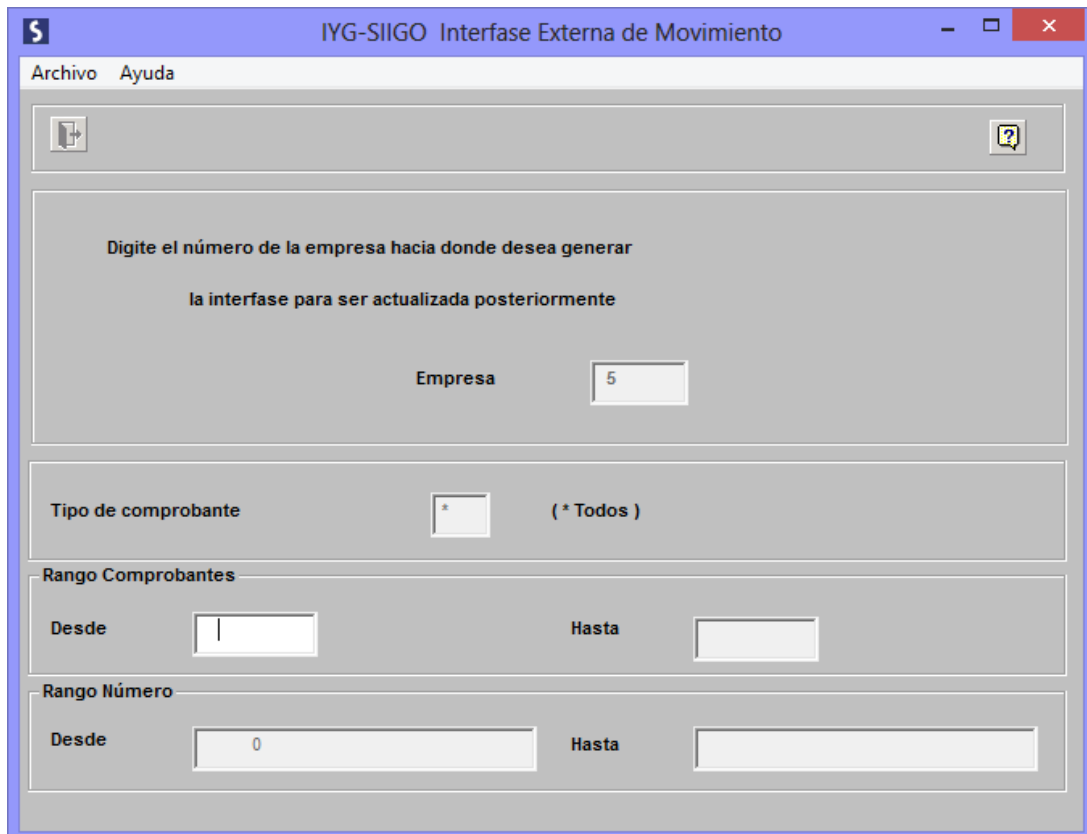 IYG-SIIGO Interfase Externa de Movimiento
Archivo Ayuda
Digite el número de la empresa hacia donde desea generar
la interfase para ser actualizada posteriormente
Empresa 5
Tipo de comprobante * ( * Todos )
Rango Comprobantes
Desde Hasta
Rango Número
Desde 0 Hasta